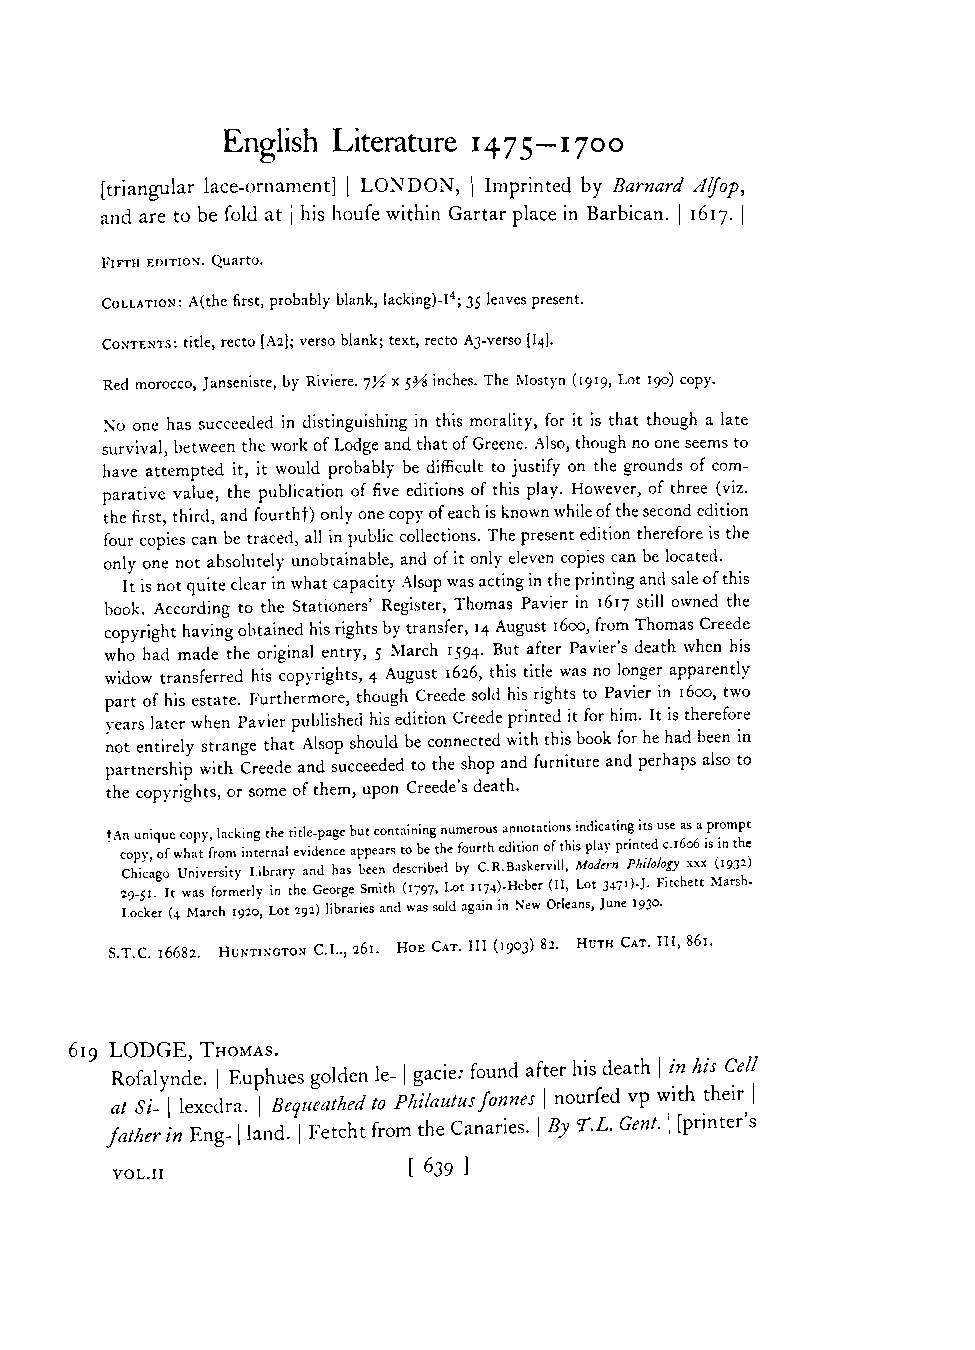 English Literature 1475–1700
[triangular lace-ornament] | LONDON, | Imprinted by Barnard Alſop,
and are to be ſold at | his houſe within Gartar place in Barbican. | 1617. |
FIFTH EDITION. Quarto.
COLLATION: A(the first, probably blank, lacking)-I⁴; 35 leaves present.
CONTENTS: title, recto [A2]; verso blank; text, recto A3-verso [I4].
Red morocco, Janseniste, by Riviere. 7½ x 5⅜ inches. The Mostyn (1919, Lot 190) copy.
No one has succeeded in distinguishing in this morality, for it is that though a late
survival, between the work of Lodge and that of Greene. Also, though no one seems to
have attempted it, it would probably be difficult to justify on the grounds of com-
parative value, the publication of five editions of this play. However, of three (viz.
the first, third, and fourth†) only one copy of each is known while of the second edition
four copies can be traced, all in public collections. The present edition therefore is the
only one not absolutely unobtainable, and of it only eleven copies can be located.
It is not quite clear in what capacity Alsop was acting in the printing and sale of this
book. According to the Stationers' Register, Thomas Pavier in 1617 still owned the
copyright having obtained his rights by transfer, 14 August 1600, from Thomas Creede
who had made the original entry, 5 March 1594. But after Pavier's death when his
widow transferred his copyrights, 4 August 1626, this title was no longer apparently
part of his estate. Furthermore, though Creede sold his rights to Pavier in 1600, two
years later when Pavier published his edition Creede printed it for him. It is therefore
not entirely strange that Alsop should be connected with this book for he had been in
partnership with Creede and succeeded to the shop and furniture and perhaps also to
the copyrights, or some of them, upon Creede's death.
†An unique copy, lacking the title-page but containing numerous annotations indicating its use as a prompt
copy, of what from internal evidence appears to be the fourth edition of this play printed c.1606 is in the
Chicago University Library and has been described by C.R.Baskervill, Modern Philology xxx (1932)
29-51. It was formerly in the George Smith (1797, Lot 1174)-Heber (II, Lot 3471)-J. Fitchett Marsh-
Locker (4 March 1920, Lot 292) libraries and was sold again in New Orleans, June 1930.
S.T.C. 16682. HUNTINGTON C.L., 261. HOE CAT. III (1903) 82. HUTH CAT. III, 861.
619 LODGE, THOMAS.
Roſalynde. | Euphues golden le- | gacie: found after his death | in his Cell
at Si- | lexedra. | Bequeathed to Philautus ſonnes | nourſed vp with their |
father in Eng- | land. | Fetcht from the Canaries. | By T.L. Gent. | [printer's
VOL.II [ 639 ]